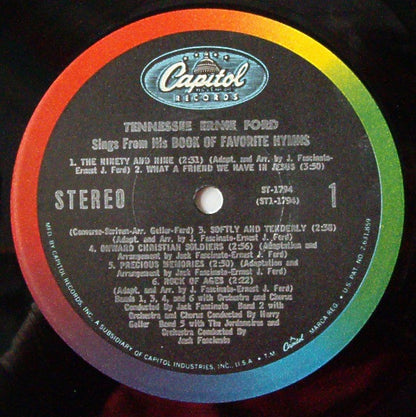 Capitol
RECORDS
TENNESSEE ERNIE FORD
Sings From His BOOK OF FAVORITE HYMNS
1. THE NINETY AND NINE (2:31) (Adapt. and Arr. by J. Fascinato-
Ernest J. Ford) 2. WHAT A FRIEND WE HAVE IN JESUS (3:50)
STEREO
ST-1794
(ST1-1794)
1
(Converse-Scriven-Arr. Geller-Ford) 3. SOFTLY AND TENDERLY (2:38)
(Adapt. and Arr. by J. Fascinato-Ernest J. Ford)
4. ONWARD CHRISTIAN SOLDIERS (2:56) (Adaptation and
Arrangement by Jack Fascinato-Ernest J. Ford)
5. PRECIOUS MEMORIES (2:50) (Adaptation and
Arrangement by J. Fascinato-Ernest J. Ford)
6. ROCK OF AGES (2:22)
(Adapt. and Arr. by J. Fascinato-Ernest J. Ford)
Bands 1, 3, 4, and 6 with Orchestra and Chorus
Conducted by Jack Fascinato Band 2 with
Orchestra and Chorus Conducted by Harry
Geller Band 5 with The Jordanaires and
Orchestra Conducted By
Jack Fascinato
MFD. BY CAPITOL RECORDS, INC., A SUBSIDIARY OF CAPITOL INDUSTRIES, INC., U.S.A. • T.M. Capitol MARCA REG. • U.S. PAT. NO. 2,631,859